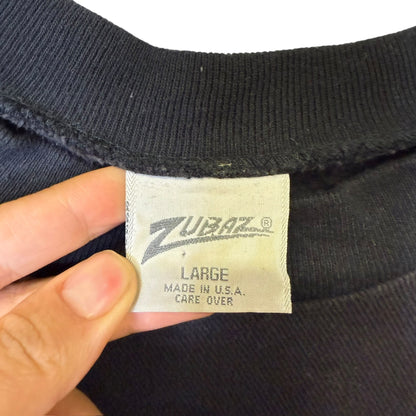 ZUBAZ®
LARGE
MADE IN U.S.A.
CARE OVER